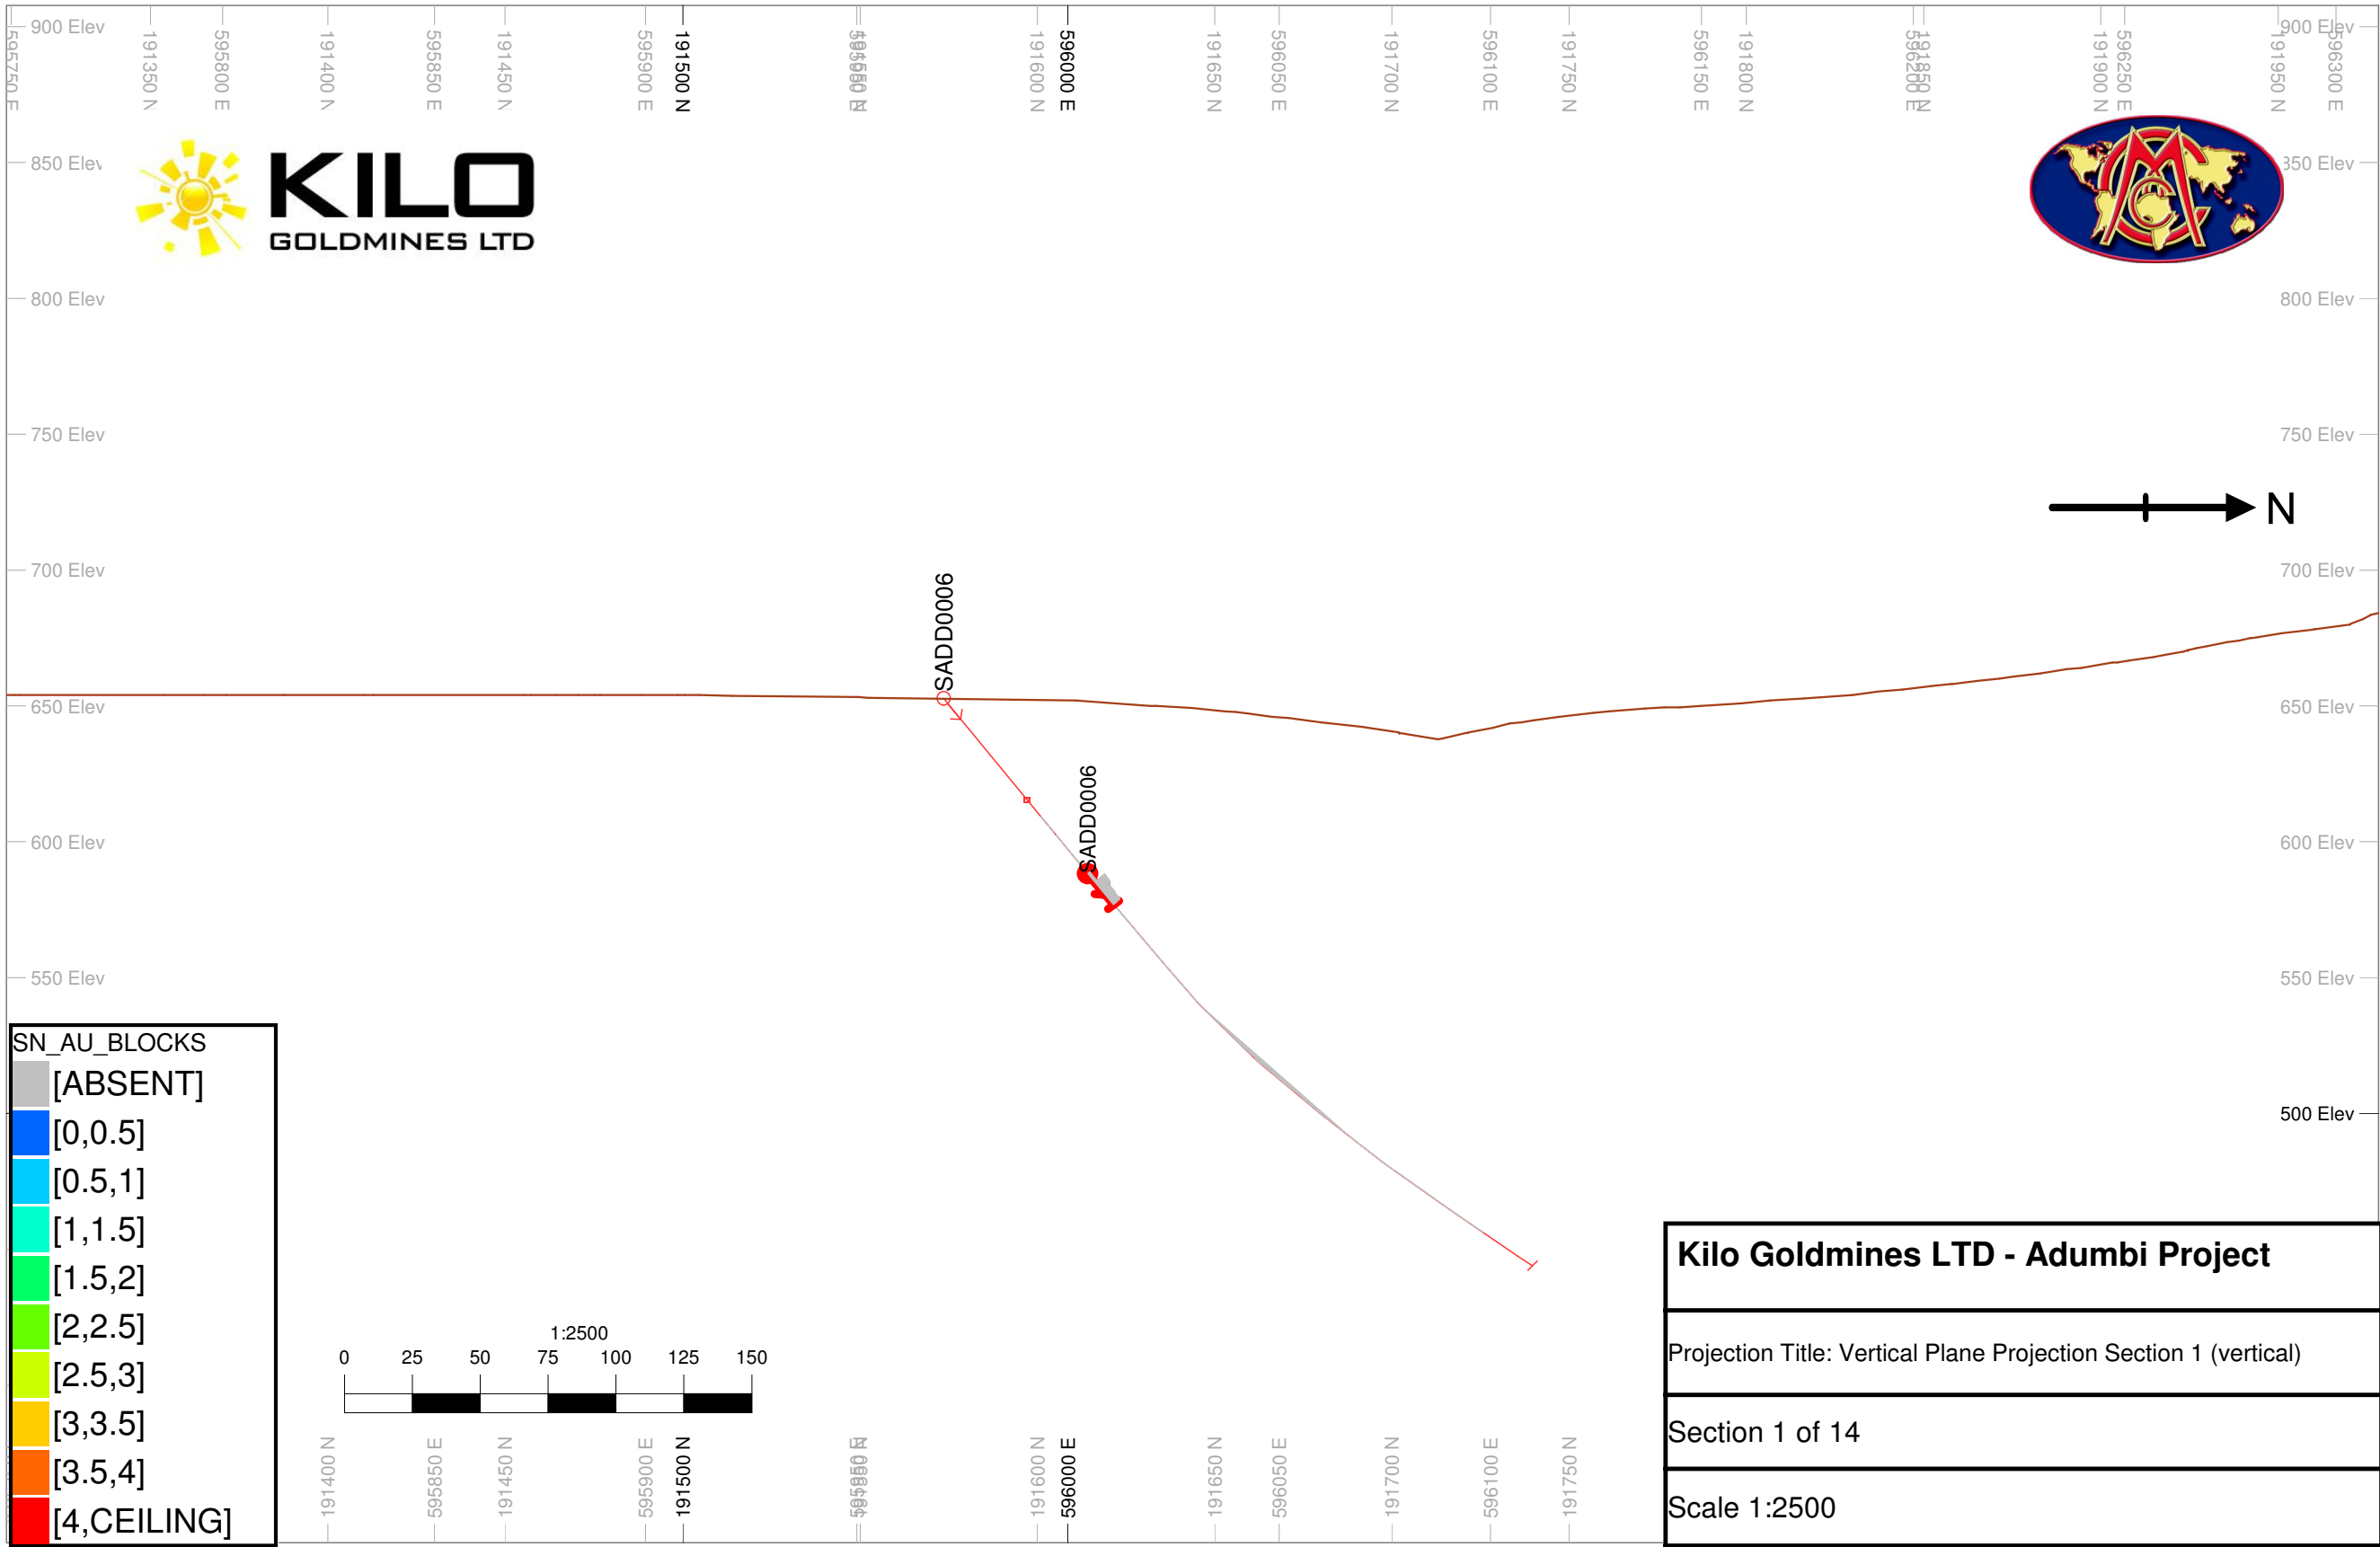 900 Elev
595750 E
191350 N
595800 E
191400 N
595850 E
191450 N
595900 E
191500 N
191600 N
596000 E
191650 N
596050 E
191700 N
596100 E
191750 N
596150 E
191800 N
596200 E
191850 N
191900 N
596250 E
191950 N
596300 E
900 Elev
850 Elev
KILO
GOLDMINES LTD
800 Elev
800 Elev
750 Elev
750 Elev
N
700 Elev
700 Elev
SADD0006
650 Elev
650 Elev
SADD0006
600 Elev
600 Elev
550 Elev
550 Elev
500 Elev
SN_AU_BLOCKS
[ABSENT]
[0,0.5]
[0.5,1]
[1,1.5]
[1.5,2]
[2,2.5]
[2.5,3]
[3,3.5]
[3.5,4]
[4,CEILING]
1:2500
0 25 50 75 100 125 150
191400 N
595850 E
191450 N
595900 E
191500 N
191600 N
596000 E
191650 N
596050 E
191700 N
596100 E
191750 N
Kilo Goldmines LTD - Adumbi Project
Projection Title: Vertical Plane Projection Section 1 (vertical)
Section 1 of 14
Scale 1:2500